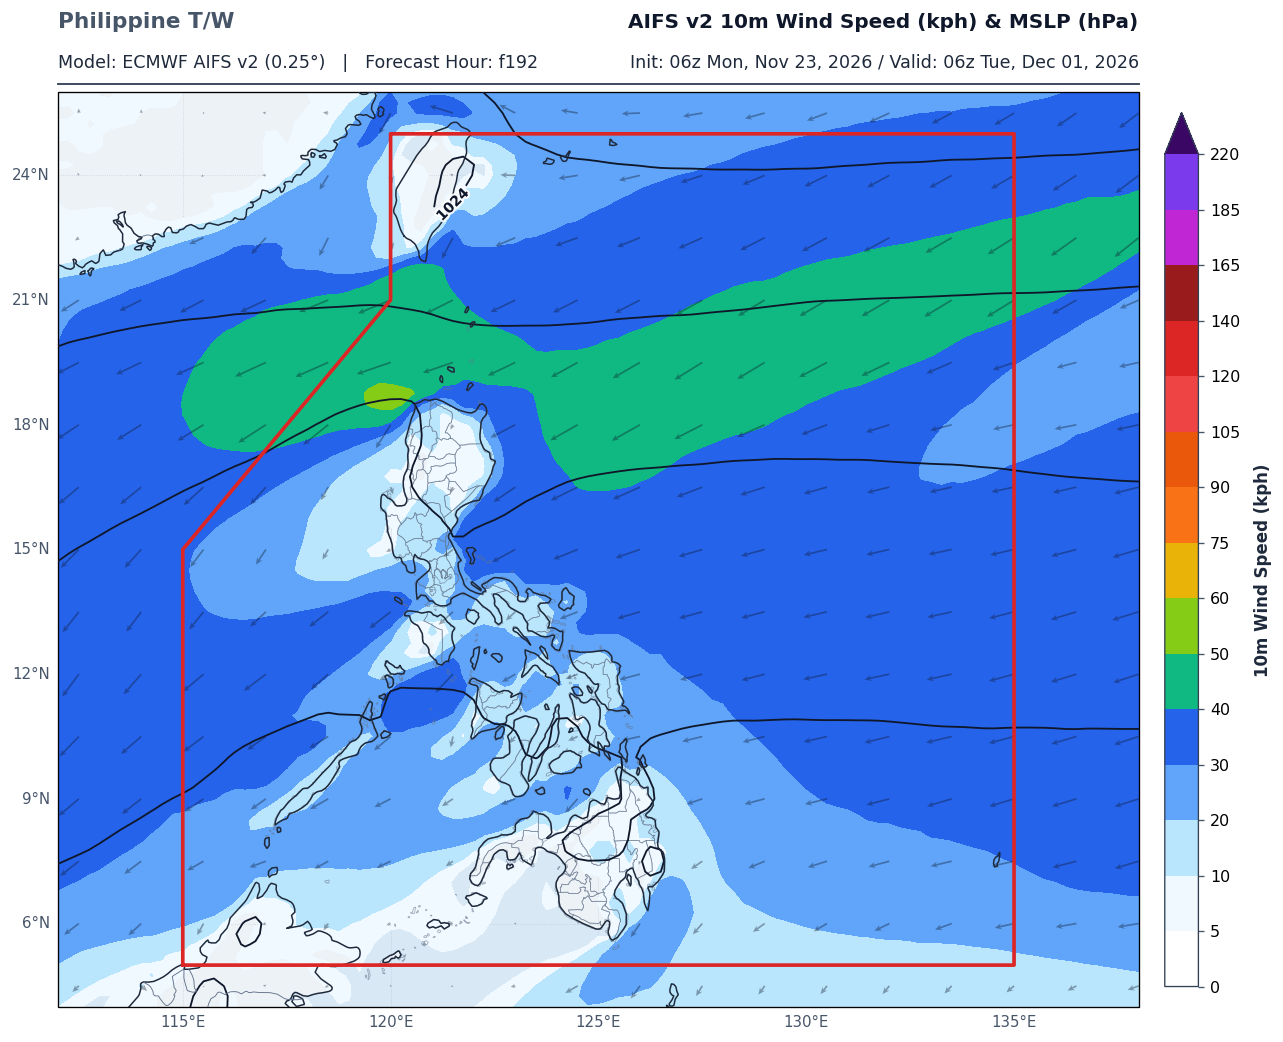 Philippine T/W
AIFS v2 10m Wind Speed (kph) & MSLP (hPa)
Model: ECMWF AIFS v2 (0.25°)   |   Forecast Hour: f192
Init: 06z Mon, Nov 23, 2026 / Valid: 06z Tue, Dec 01, 2026
24°N
21°N
18°N
15°N
12°N
9°N
6°N
1024
115°E
120°E
125°E
130°E
135°E
220
185
165
140
120
105
90
75
60
50
40
30
20
10
5
0
10m Wind Speed (kph)